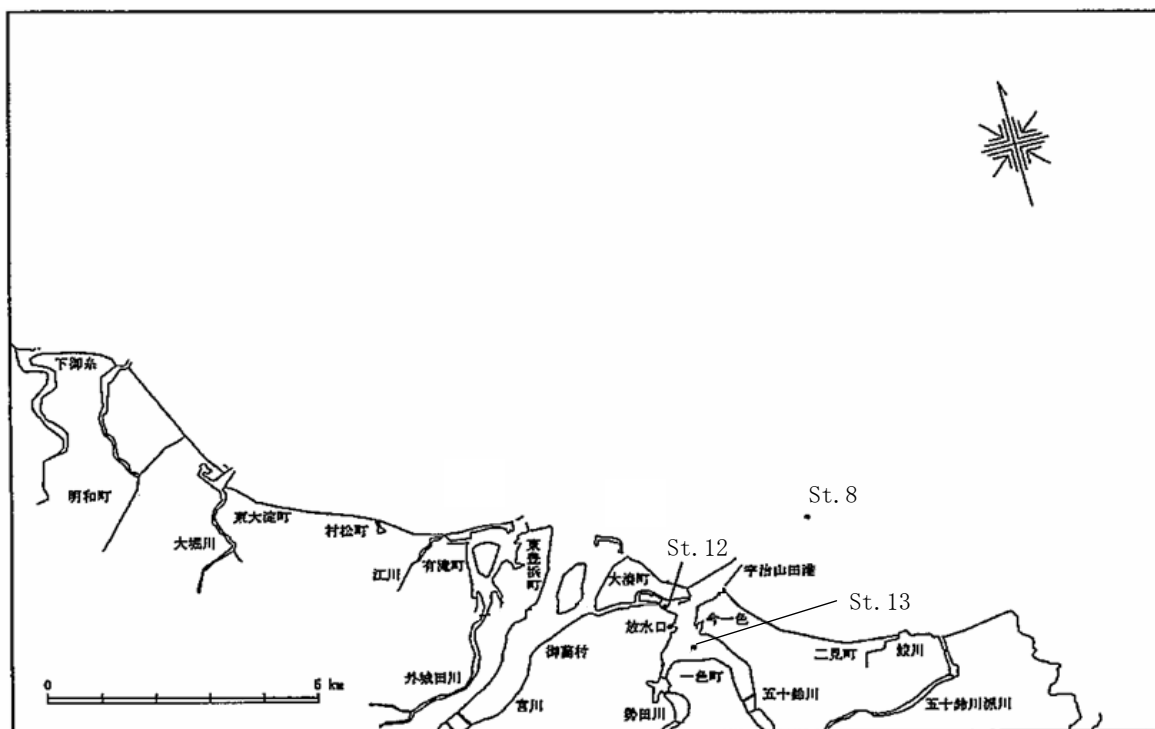 下御糸
明和町
大堀川
東大淀町
村松町
江川
有滝町
東豊浜町
外城田川
宮川
御薗村
大湊町
放水口
St.12
St.8
宇治山田港
St.13
今一色
一色町
勢田川
五十鈴川
二見町
鮫川
五十鈴川派川
0
6 km